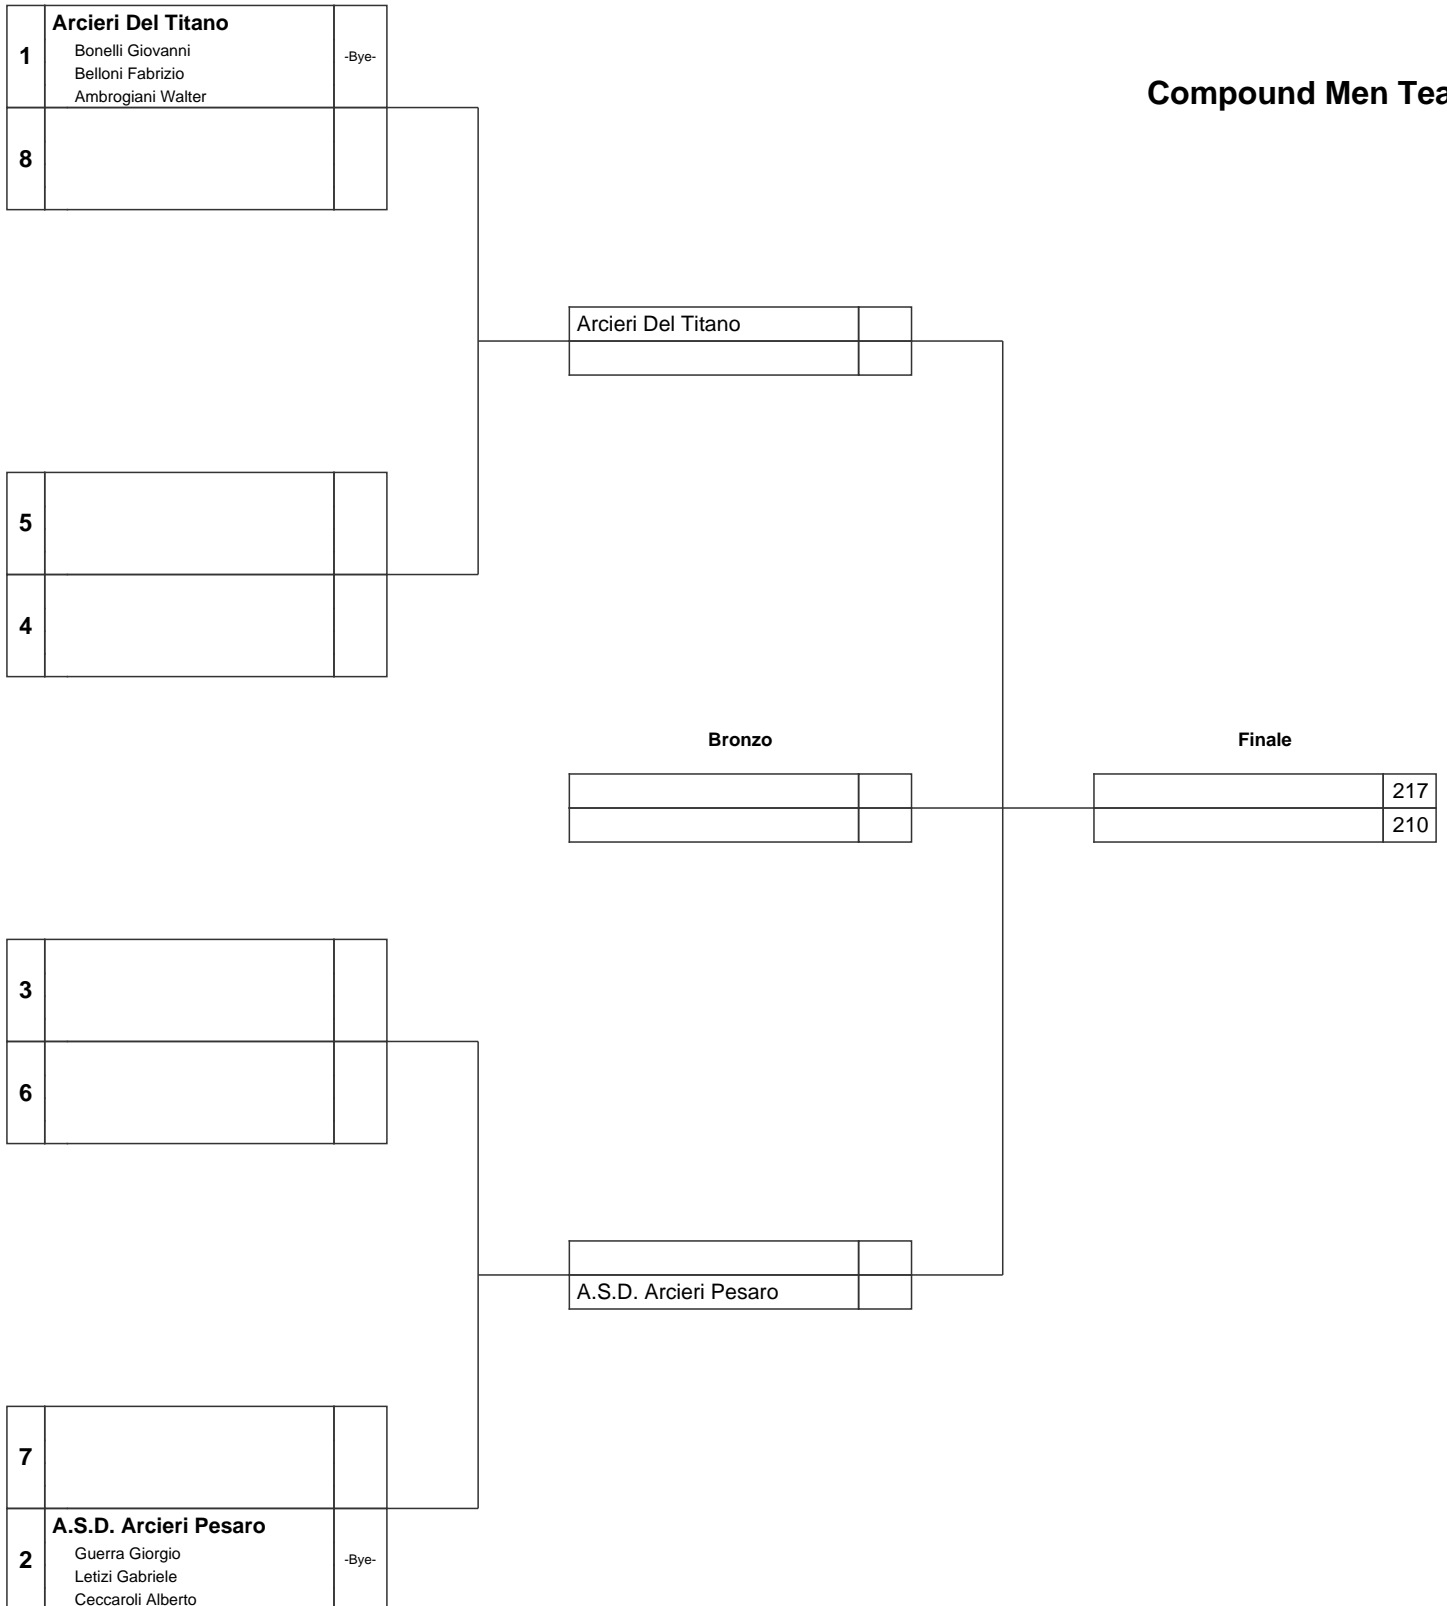 Compound Men Tea
1
Arcieri Del Titano
Bonelli Giovanni
Belloni Fabrizio
Ambrogiani Walter
-Bye-
8
Arcieri Del Titano
5
4
Bronzo
Finale
217
210
3
6
A.S.D. Arcieri Pesaro
7
2
A.S.D. Arcieri Pesaro
Guerra Giorgio
Letizi Gabriele
Ceccaroli Alberto
-Bye-